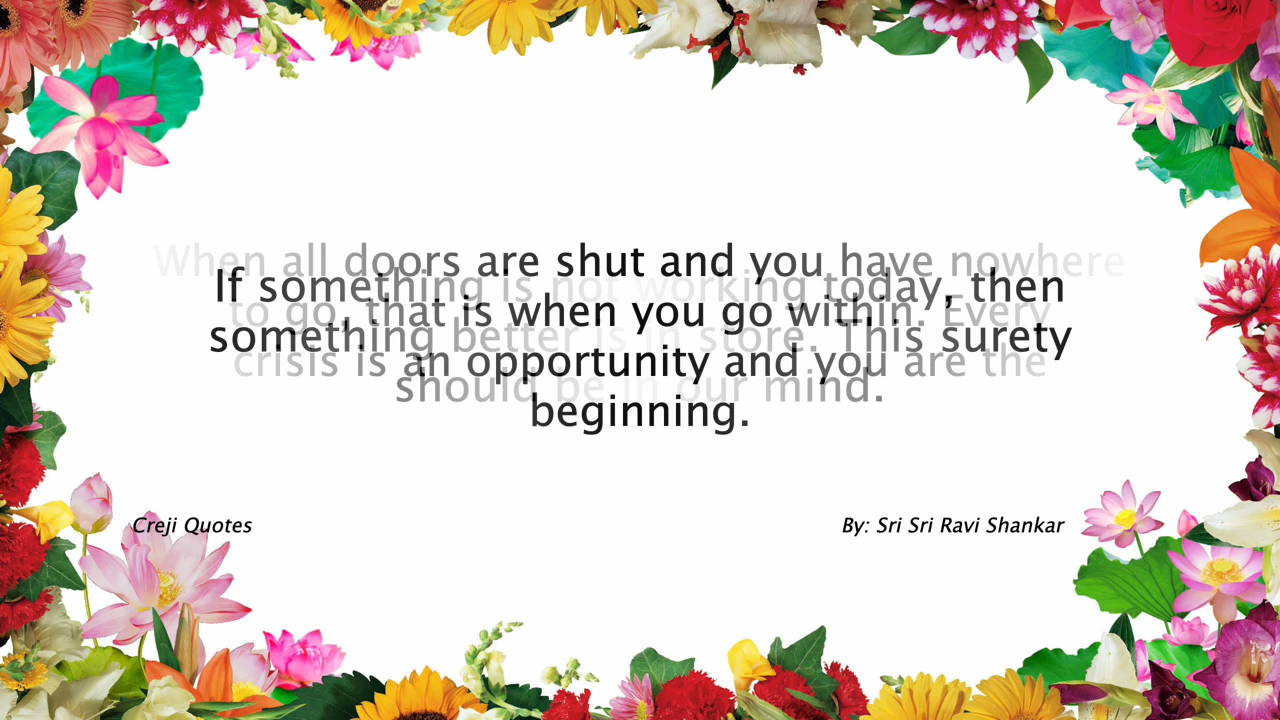 When all doors are shut and you have nowhere
to go, that is when you go within. Every
crisis is an opportunity and you are the
beginning.
If something is not working today, then
something better is in store. This surety
should be in our mind.
Creji Quotes
By: Sri Sri Ravi Shankar